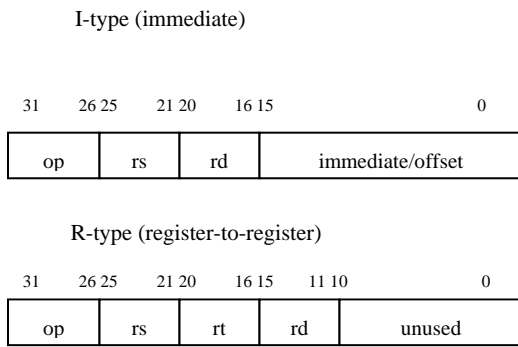 I-type (immediate)
31 26 25 21 20 16 15 0
op rs rd immediate/offset
R-type (register-to-register)
31 26 25 21 20 16 15 11 10 0
op rs rt rd unused